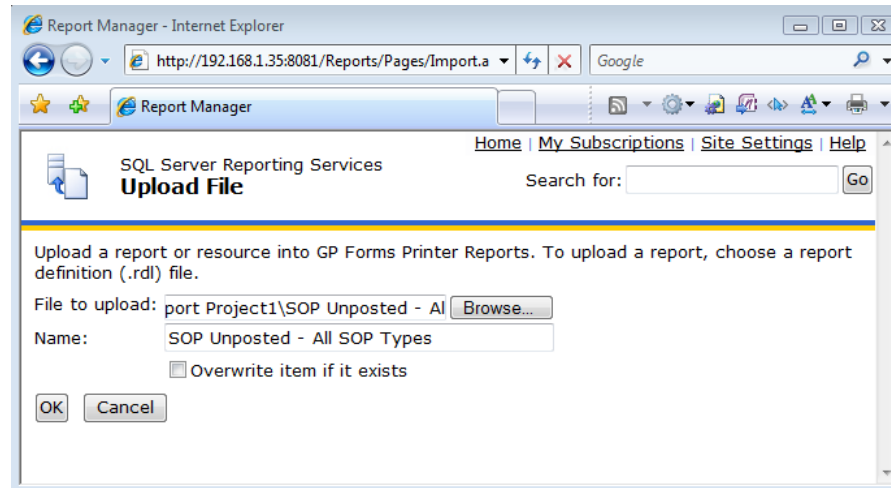 Report Manager - Internet Explorer
http://192.168.1.35:8081/Reports/Pages/Import.a
Google
Report Manager
Home | My Subscriptions | Site Settings | Help
SQL Server Reporting Services
Upload File
Search for:
Go
Upload a report or resource into GP Forms Printer Reports. To upload a report, choose a report
definition (.rdl) file.
File to upload: port Project1\SOP Unposted - Al Browse...
Name: SOP Unposted - All SOP Types
Overwrite item if it exists
OK Cancel